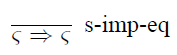 ς ⇒ ς s-imp-eq